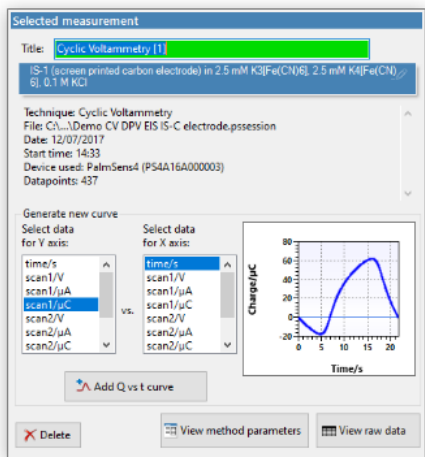 Selected measurement
Title: Cyclic Voltammetry [1]
IS-1 (screen printed carbon electrode) in 2.5 mM K3[Fe(CN)6], 2.5 mM K4[Fe(CN)
6], 0.1 M KCl
Technique: Cyclic Voltammetry
File: C:\...\Demo CV DPV EIS IS-C electrode.pssession
Date: 12/07/2017
Start time: 14:33
Device used: PalmSens4 (PS4A16A000003)
Datapoints: 437
Generate new curve
Select data
for Y axis:
time/s
scan1/V
scan1/µA
scan1/µC
scan2/V
scan2/µA
scan2/µC
vs.
Select data
for X axis:
time/s
scan1/V
scan1/µA
scan1/µC
scan2/V
scan2/µA
scan2/µC
Charge/µC
80
60
40
20
0
-20
0 5 10 15 20
Time/s
Add Q vs t curve
Delete
View method parameters
View raw data